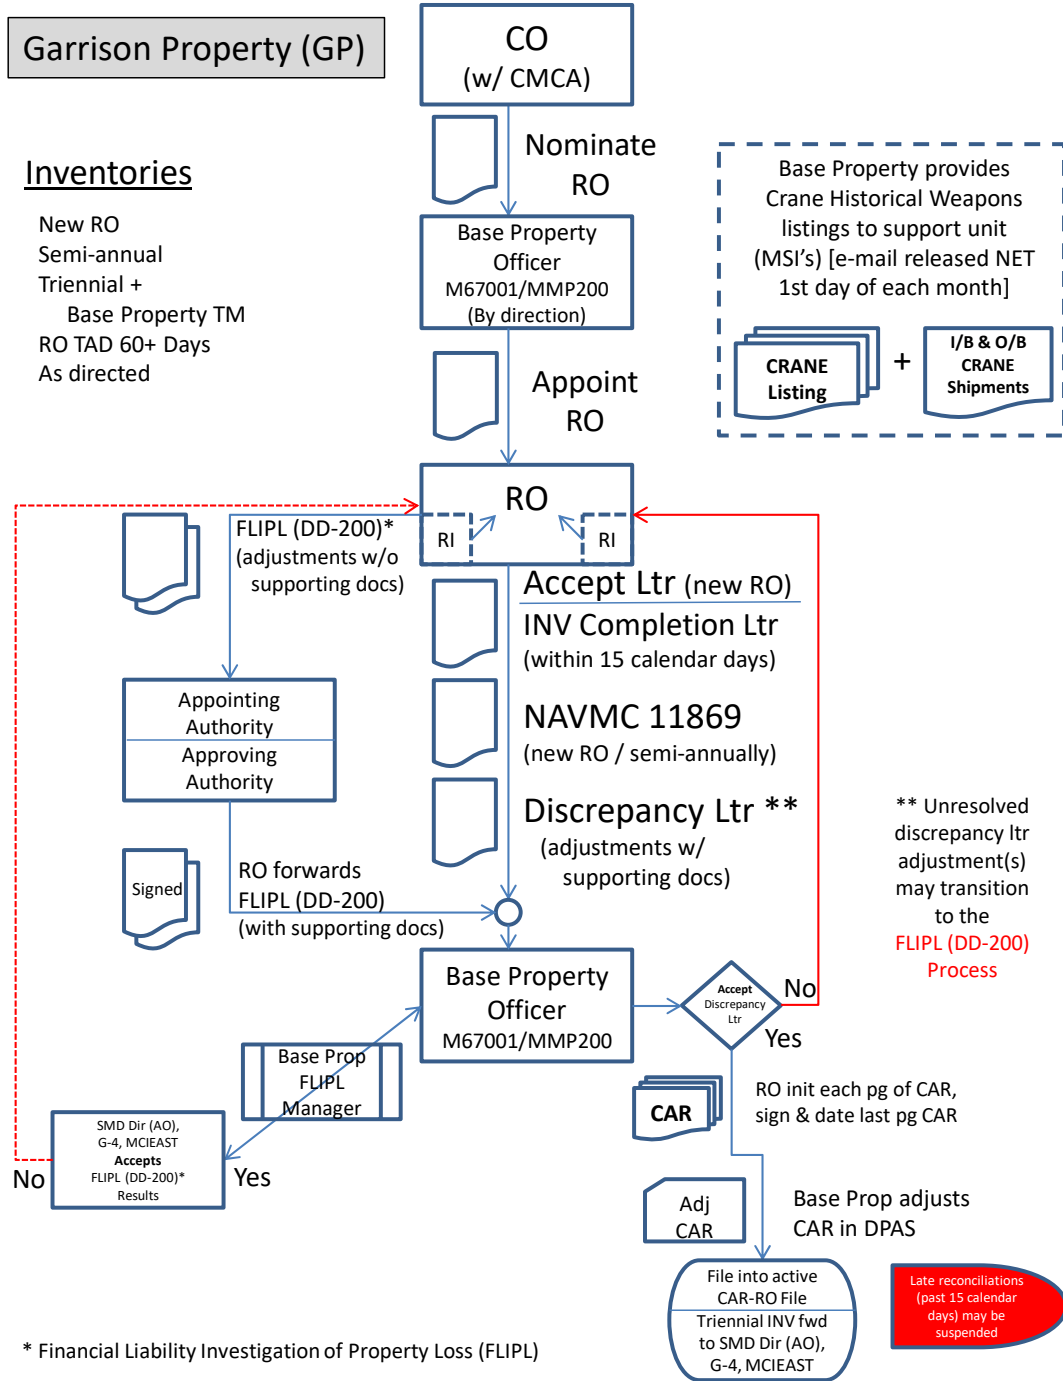 Garrison Property (GP)
CO
(w/ CMCA)
Nominate
RO
Inventories
New RO
Semi-annual
Triennial +
Base Property TM
RO TAD 60+ Days
As directed
Base Property
Officer
M67001/MMP200
(By direction)
Base Property provides
Crane Historical Weapons
listings to support unit
(MSI's) [e-mail released NET
1st day of each month]
CRANE
Listing
+
I/B & O/B
CRANE
Shipments
Appoint
RO
RO
RI
RI
FLIPL (DD-200)*
(adjustments w/o
supporting docs)
Accept Ltr (new RO)
INV Completion Ltr
(within 15 calendar days)
NAVMC 11869
(new RO / semi-annually)
Discrepancy Ltr **
(adjustments w/
supporting docs)
Appointing
Authority
Approving
Authority
Signed
RO forwards
FLIPL (DD-200)
(with supporting docs)
** Unresolved
discrepancy ltr
adjustment(s)
may transition
to the
FLIPL (DD-200)
Process
Base Property
Officer
M67001/MMP200
Accept
Discrepancy
Ltr
No
Yes
Base Prop
FLIPL
Manager
SMD Dir (AO),
G-4, MCIEAST
Accepts
FLIPL (DD-200)*
Results
No
Yes
CAR
RO init each pg of CAR,
sign & date last pg CAR
Adj
CAR
Base Prop adjusts
CAR in DPAS
File into active
CAR-RO File
Triennial INV fwd
to SMD Dir (AO),
G-4, MCIEAST
Late reconciliations
(past 15 calendar
days) may be
suspended
* Financial Liability Investigation of Property Loss (FLIPL)